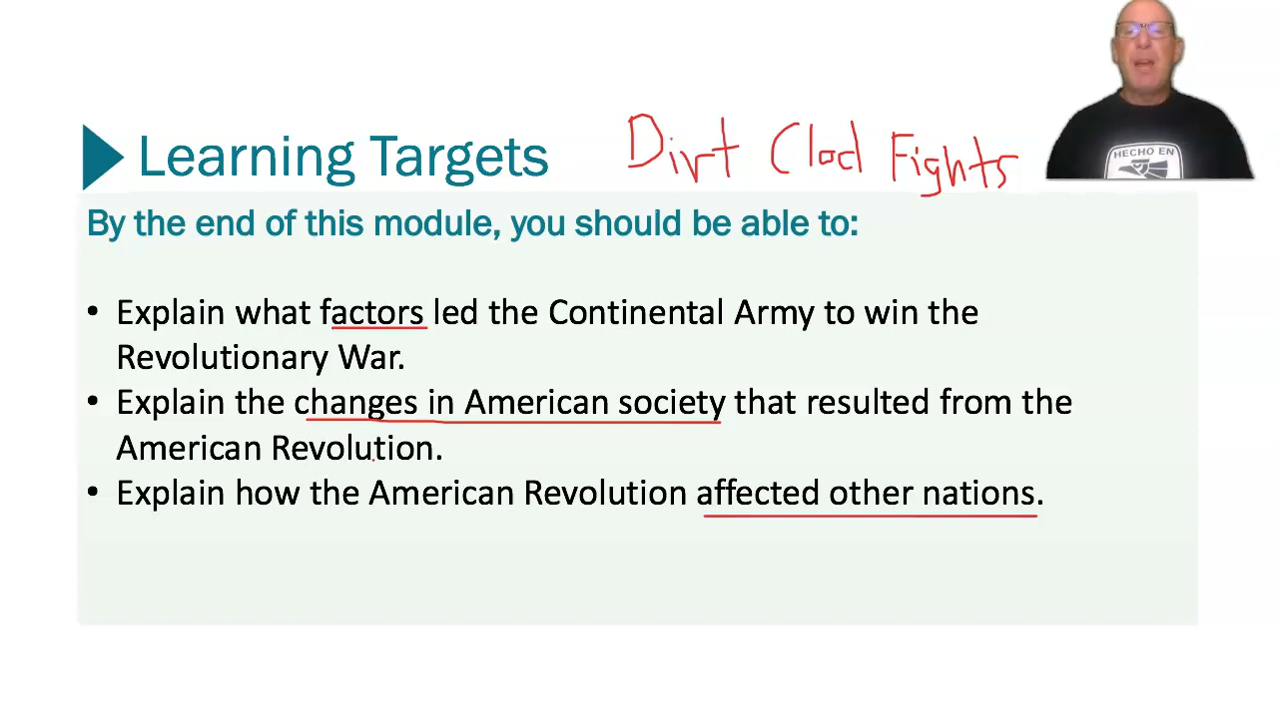 Learning Targets
Dirt Clod Fights
HECHO EN
By the end of this module, you should be able to:
• Explain what factors led the Continental Army to win the
Revolutionary War.
• Explain the changes in American society that resulted from the
American Revolution.
• Explain how the American Revolution affected other nations.